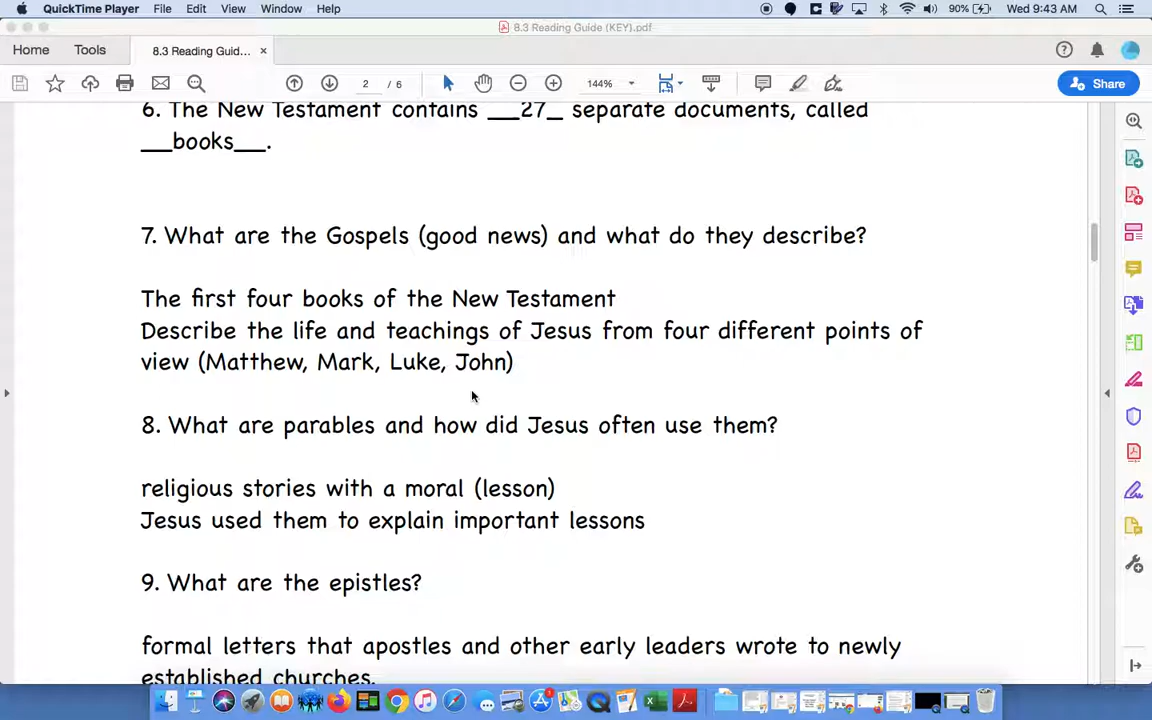 QuickTime Player File Edit View Window Help 90% Wed 9:43 AM
8.3 Reading Guide (KEY).pdf
Home Tools 8.3 Reading Guid... ×
2 / 6 144% Share
6. The New Testament contains ___27_ separate documents, called
___books___.
7. What are the Gospels (good news) and what do they describe?
The first four books of the New Testament
Describe the life and teachings of Jesus from four different points of
view (Matthew, Mark, Luke, John)
8. What are parables and how did Jesus often use them?
religious stories with a moral (lesson)
Jesus used them to explain important lessons
9. What are the epistles?
formal letters that apostles and other early leaders wrote to newly
established churches.